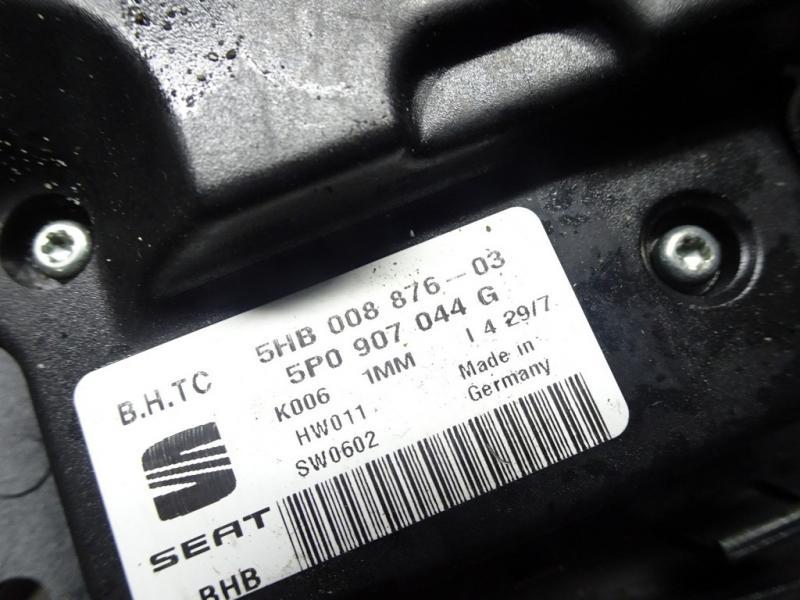 B.H.TC 5HB 008 876-03
5P0 907 044 G
K006 1MM I 4 29/7
HW011 Made in
SW0602 Germany
SEAT
BHB